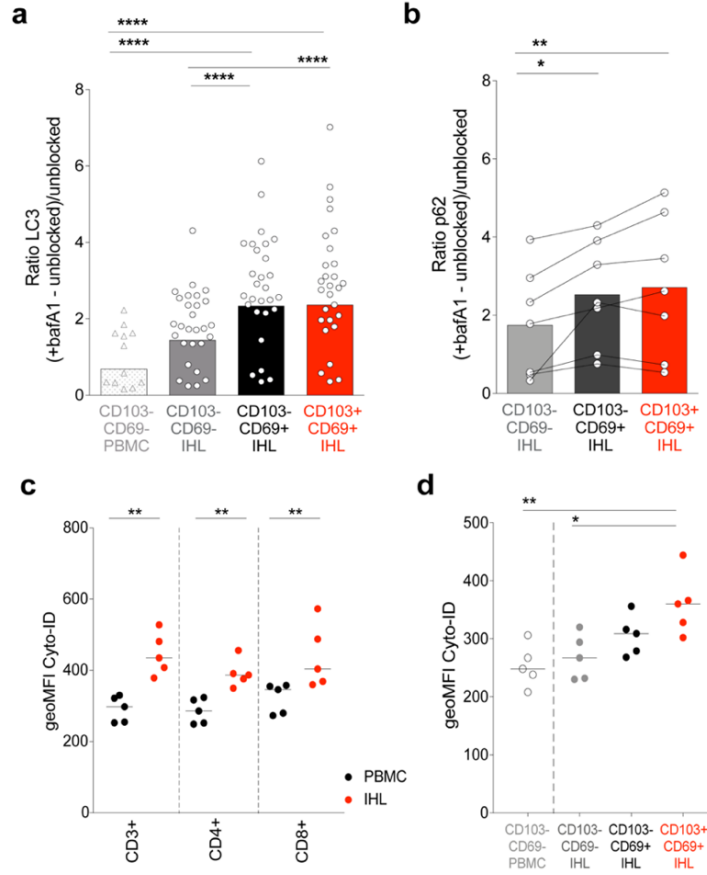 a
****
****
****
****
Ratio LC3
(+bafA1 - unblocked)/unblocked
8
6
4
2
0
CD103- CD103- CD103- CD103+
CD69- CD69- CD69+ CD69+
PBMC IHL IHL IHL
b
**
*
Ratio p62
(+bafA1 - unblocked)/unblocked
8
6
4
2
0
CD103- CD103- CD103+
CD69- CD69+ CD69+
IHL IHL IHL
c
** ** **
geoMFI Cyto-ID
800
600
400
200
0
CD3+ CD4+ CD8+
PBMC
IHL
d
**
*
geoMFI Cyto-ID
500
400
300
200
100
0
CD103- CD103- CD103- CD103+
CD69- CD69- CD69+ CD69+
PBMC IHL IHL IHL